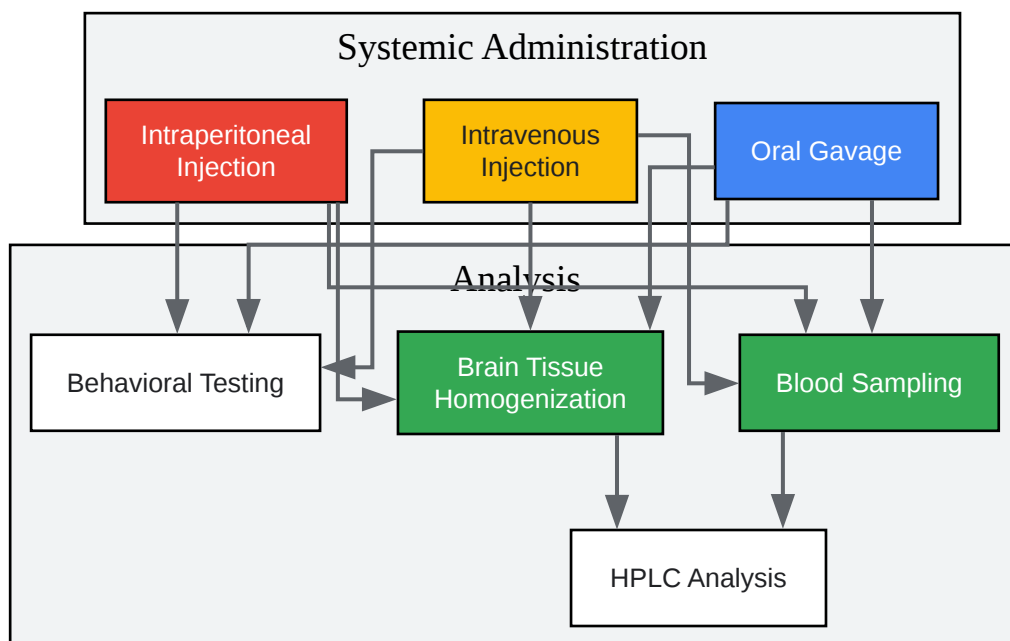 Systemic Administration
Intraperitoneal
Injection
Intravenous
Injection
Oral Gavage
Analysis
Behavioral Testing
Brain Tissue
Homogenization
Blood Sampling
HPLC Analysis